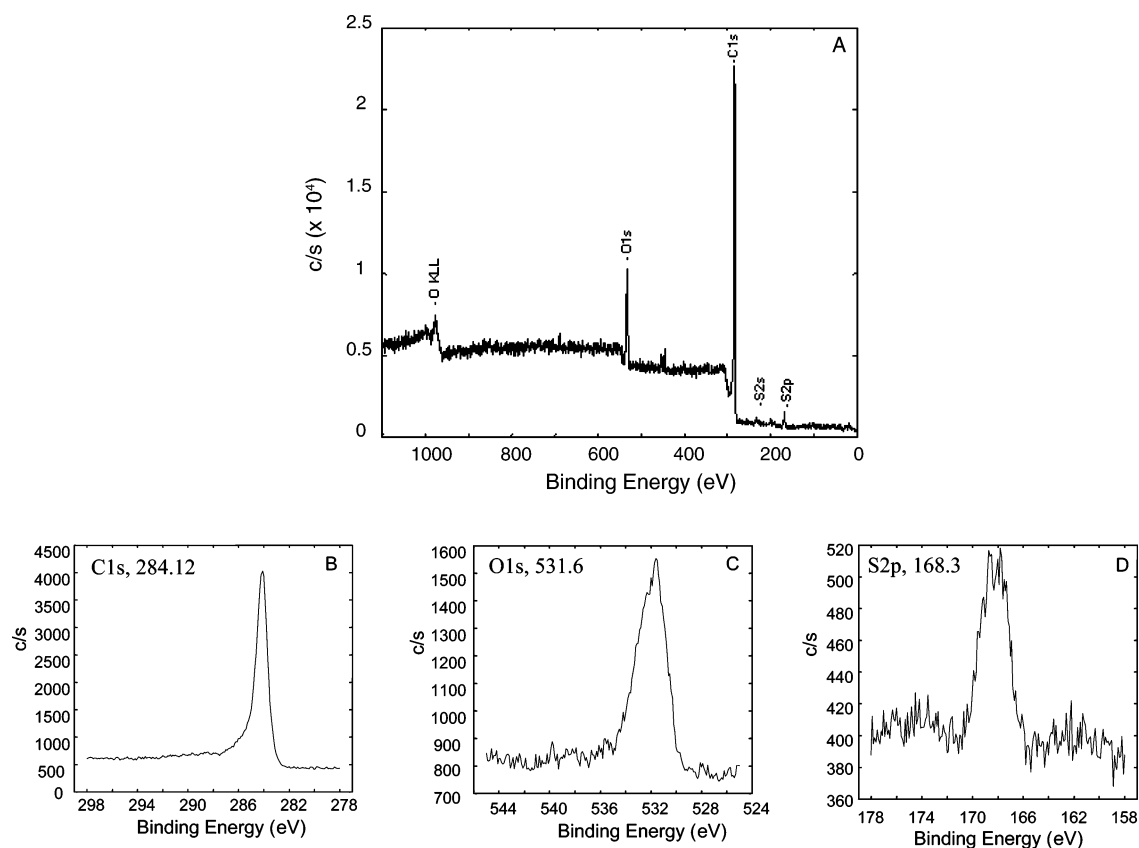 A
2.5
2
1.5
1
0.5
0
c/s (x 10⁴)
- O KLL
- O1s
-C1s
-S2s
-S2p
1000 800 600 400 200 0
Binding Energy (eV)
C1s, 284.12
B
4500
4000
3500
3000
2500
2000
1500
1000
500
0
c/s
298 294 290 286 282 278
Binding Energy (eV)
O1s, 531.6
C
1600
1500
1400
1300
1200
1100
1000
900
800
700
c/s
544 540 536 532 528 524
Binding Energy (eV)
S2p, 168.3
D
520
500
480
460
440
420
400
380
360
c/s
178 174 170 166 162 158
Binding Energy (eV)